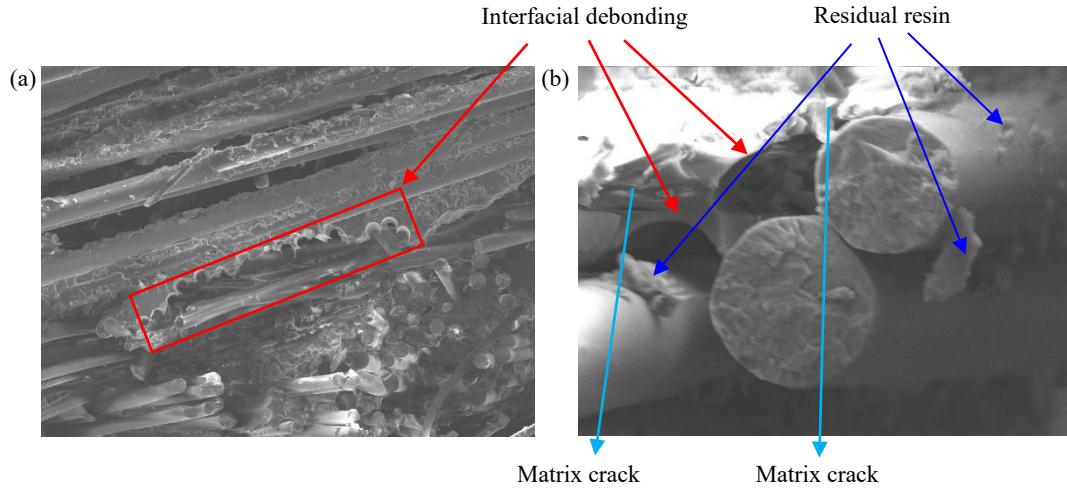 Interfacial debonding
Residual resin
(a)
(b)
Matrix crack
Matrix crack